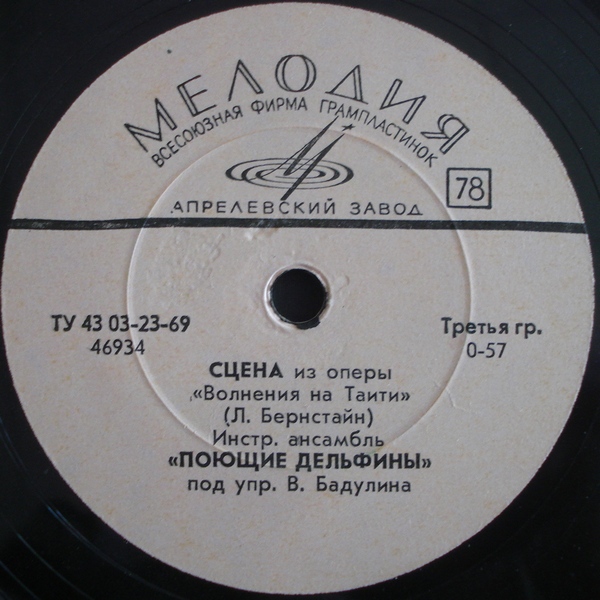 МЕЛОДИЯ
ВСЕСОЮЗНАЯ ФИРМА ГРАМПЛАСТИНОК
78
АПРЕЛЕВСКИЙ ЗАВОД
ТУ 43 03-23-69
46934
Третья гр.
0-57
СЦЕНА из оперы
«Волнения на Таити»
(Л. Бернстайн)
Инстр. ансамбль
«ПОЮЩИЕ ДЕЛЬФИНЫ»
под упр. В. Бадулина